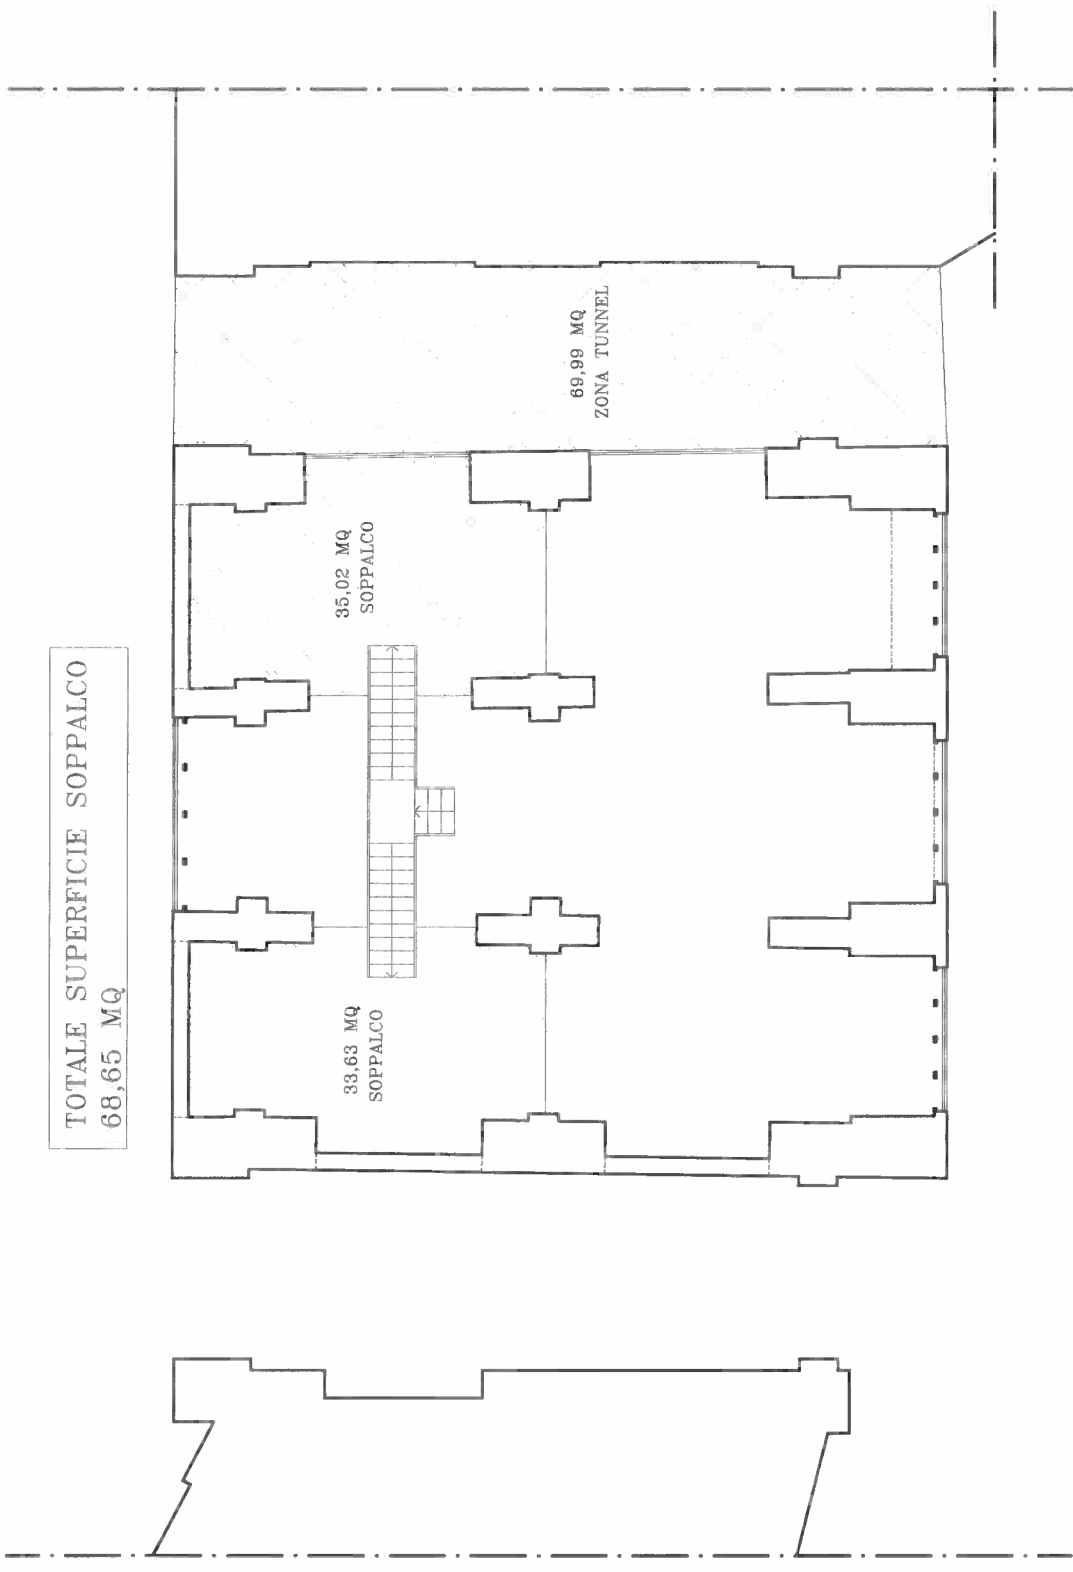 TOTALE SUPERFICIE SOPPALCO
68,65 MQ
33,63 MQ
SOPPALCO
35,02 MQ
SOPPALCO
69,99 MQ
ZONA TUNNEL